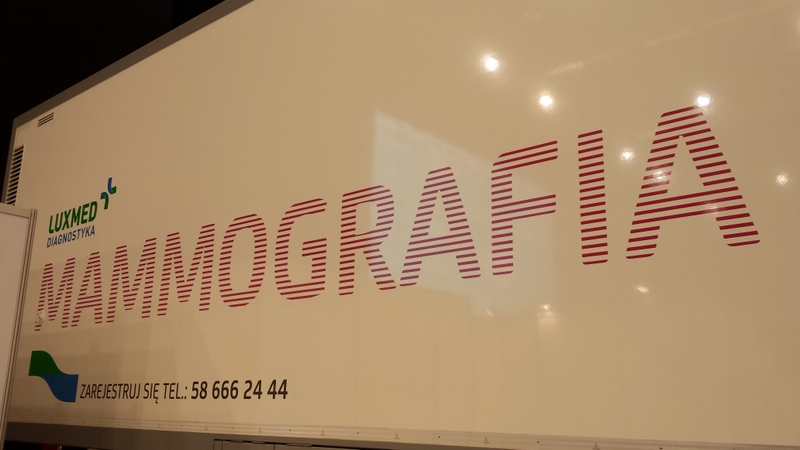 LUXMED
DIAGNOSTYKA
MAMMOGRAFIA
ZAREJESTRUJ SIĘ TEL.: 58 666 24 44